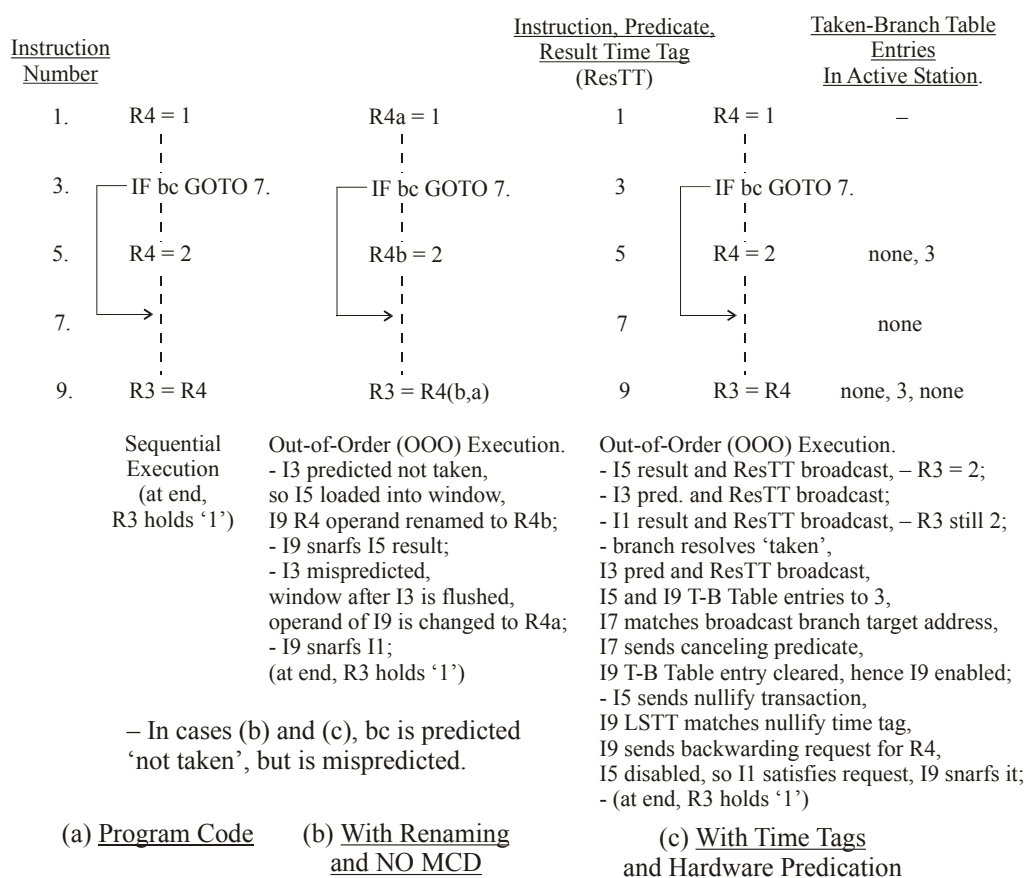 Instruction
Number
Instruction, Predicate,
Result Time Tag
(ResTT)
Taken-Branch Table
Entries
In Active Station.
1. R4 = 1 R4a = 1 1 R4 = 1 –
3. IF bc GOTO 7. IF bc GOTO 7. 3 IF bc GOTO 7.
5. R4 = 2 R4b = 2 5 R4 = 2 none, 3
7. 7 none
9. R3 = R4 R3 = R4(b,a) 9 R3 = R4 none, 3, none
Sequential
Execution
(at end,
R3 holds ‘1’)
Out-of-Order (OOO) Execution.
- I3 predicted not taken,
so I5 loaded into window,
I9 R4 operand renamed to R4b;
- I9 snarfs I5 result;
- I3 mispredicted,
window after I3 is flushed,
operand of I9 is changed to R4a;
- I9 snarfs I1;
(at end, R3 holds ‘1’)
Out-of-Order (OOO) Execution.
- I5 result and ResTT broadcast, – R3 = 2;
- I3 pred. and ResTT broadcast;
- I1 result and ResTT broadcast, – R3 still 2;
- branch resolves ‘taken’,
I3 pred and ResTT broadcast,
I5 and I9 T-B Table entries to 3,
I7 matches broadcast branch target address,
I7 sends canceling predicate,
I9 T-B Table entry cleared, hence I9 enabled;
- I5 sends nullify transaction,
I9 LSTT matches nullify time tag,
I9 sends backwarding request for R4,
I5 disabled, so I1 satisfies request, I9 snarfs it;
- (at end, R3 holds ‘1’)
– In cases (b) and (c), bc is predicted
‘not taken’, but is mispredicted.
(a) Program Code
(b) With Renaming
and NO MCD
(c) With Time Tags
and Hardware Predication